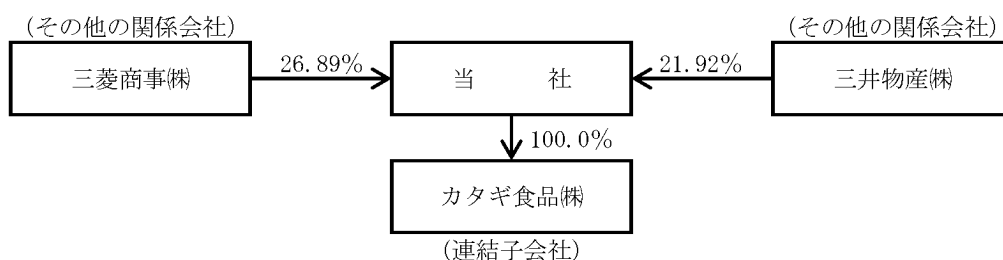 (その他の関係会社)
三菱商事㈱
26.89%
当　　社
21.92%
(その他の関係会社)
三井物産㈱
100.0%
カタギ食品㈱
(連結子会社)